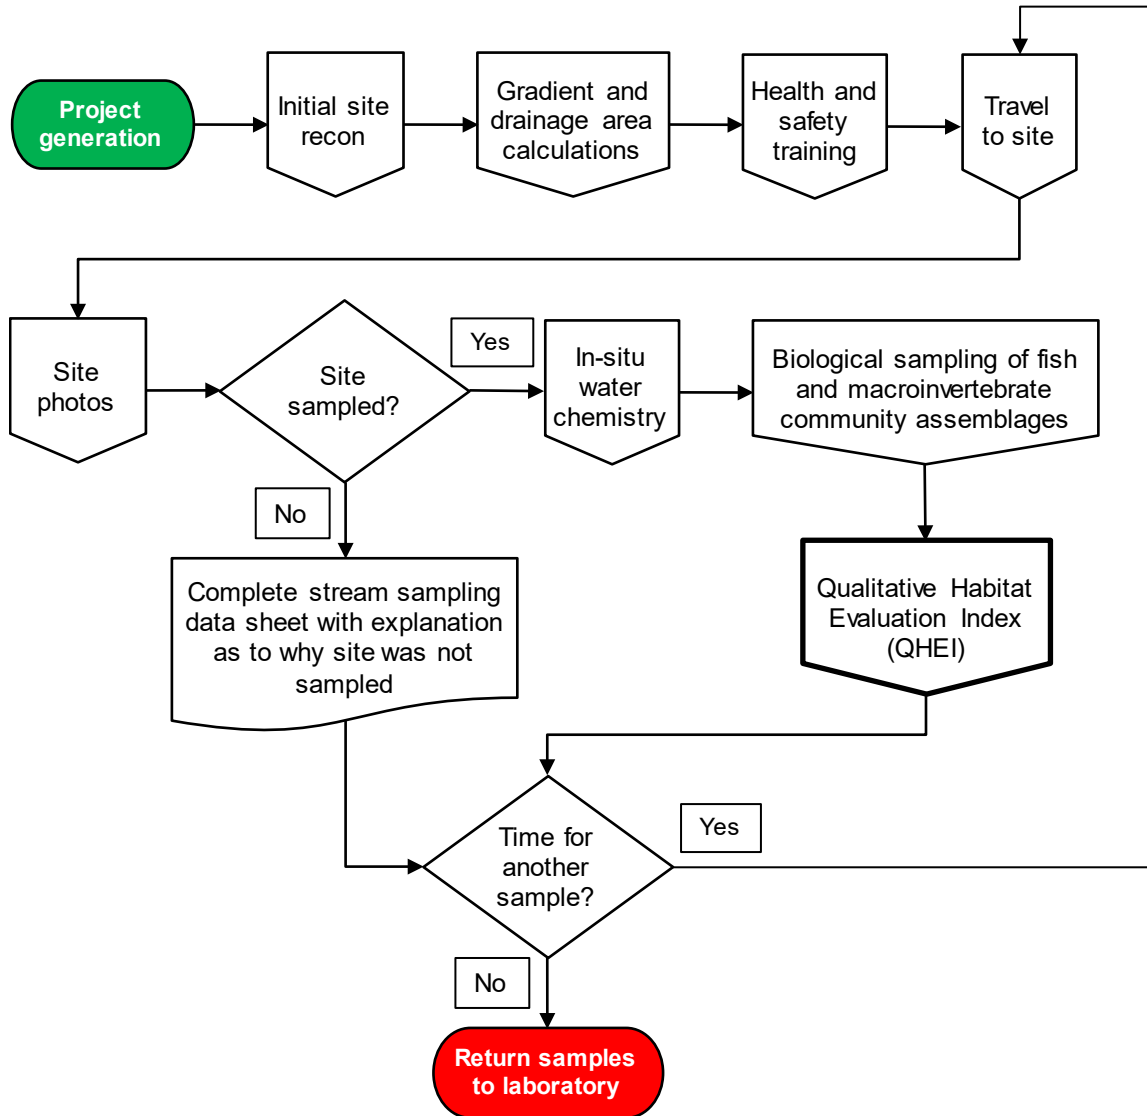 Project
generation
Initial site
recon
Gradient and
drainage area
calculations
Health and
safety
training
Travel
to site
Site
photos
Site
sampled?
Yes
In-situ
water
chemistry
Biological sampling of fish
and macroinvertebrate
community assemblages
No
Complete stream sampling
data sheet with explanation
as to why site was not
sampled
Qualitative Habitat
Evaluation Index
(QHEI)
Time for
another
sample?
Yes
No
Return samples
to laboratory